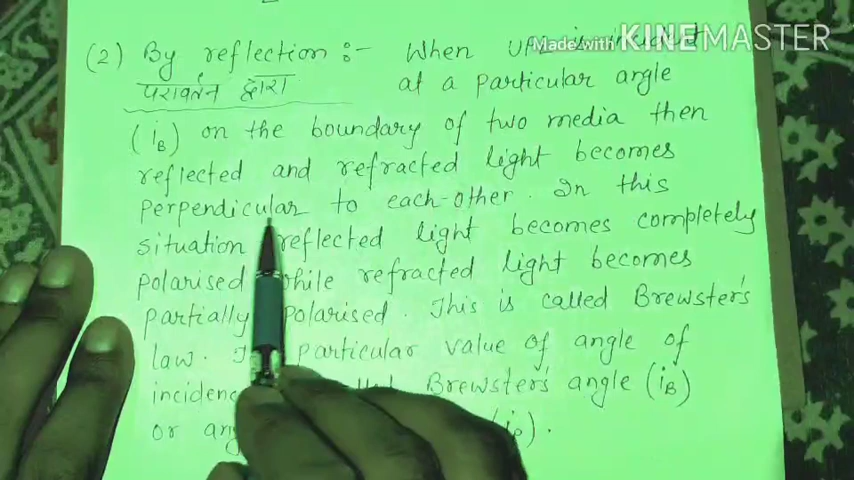 Made with KINEMASTER
(2) By reflection :- When UPL is incident
परावर्तन द्वारा at a particular angle
(iB) on the boundary of two media then
reflected and refracted light becomes
perpendicular to each-other. In this
situation reflected light becomes completely
polarised while refracted light becomes
partially polarised. This is called Brewster's
law. particular value of angle of
Brewster's angle (iB)
or